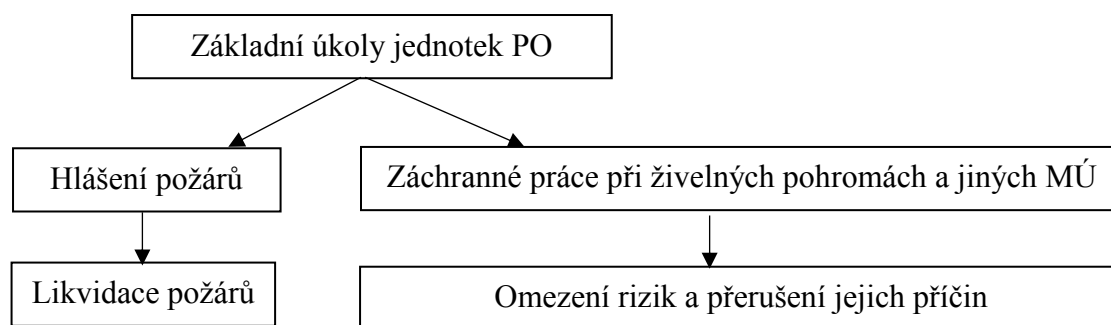 Základní úkoly jednotek PO
Hlášení požárů
Záchranné práce při živelných pohromách a jiných MÚ
Likvidace požárů
Omezení rizik a přerušení jejich příčin